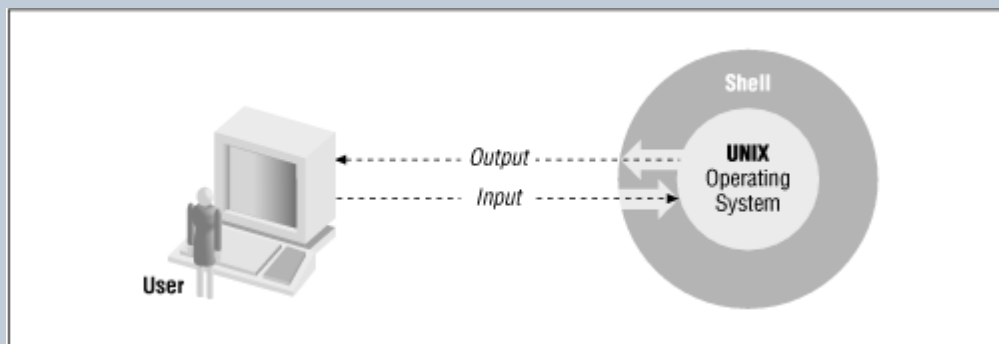 Shell
Output
UNIX
Operating
System
Input
User